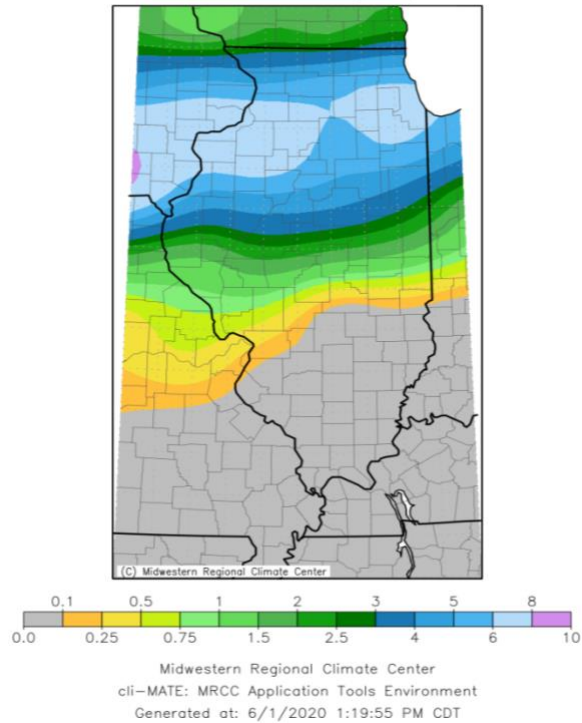 (C) Midwestern Regional Climate Center
0.1 0.5 1 2 3 5 8
0.0 0.25 0.75 1.5 2.5 4 6 10
Midwestern Regional Climate Center
cli-MATE: MRCC Application Tools Environment
Generated at: 6/1/2020 1:19:55 PM CDT